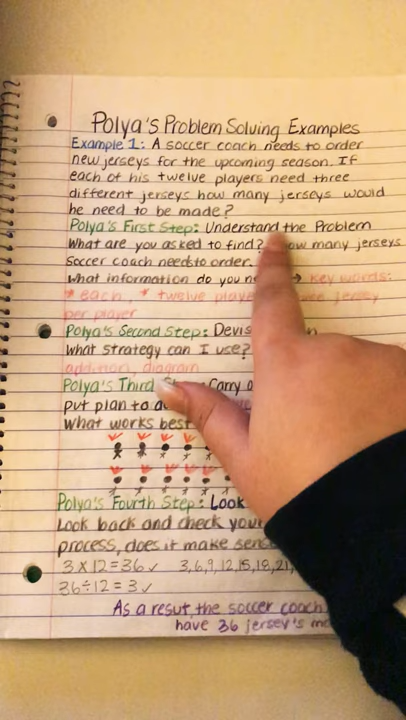 Polya's Problem Solving Examples
Example 1: A soccer coach needs to order
new jerseys for the upcoming season. If
each of his twelve players need three
different jerseys how many jerseys would
he need to be made?
Polya's First Step: Understand the Problem
What are you asked to find? how many jerseys
soccer coach needs to order.
What information do you → key words:
* each, * twelve jersey
per player
Polya's Second Step:
What strategy can I use?
addition, diagram
Polya's Third Carry
put plan to
what works best
Polya's Fourth Step: Look
Look back and check your
process, does it make sense
3 x 12 = 36 ✓ 3, 6, 9, 12, 15, 18, 21,
36 ÷ 12 = 3 ✓
As a resut, the soccer coach
have 36 jersey's